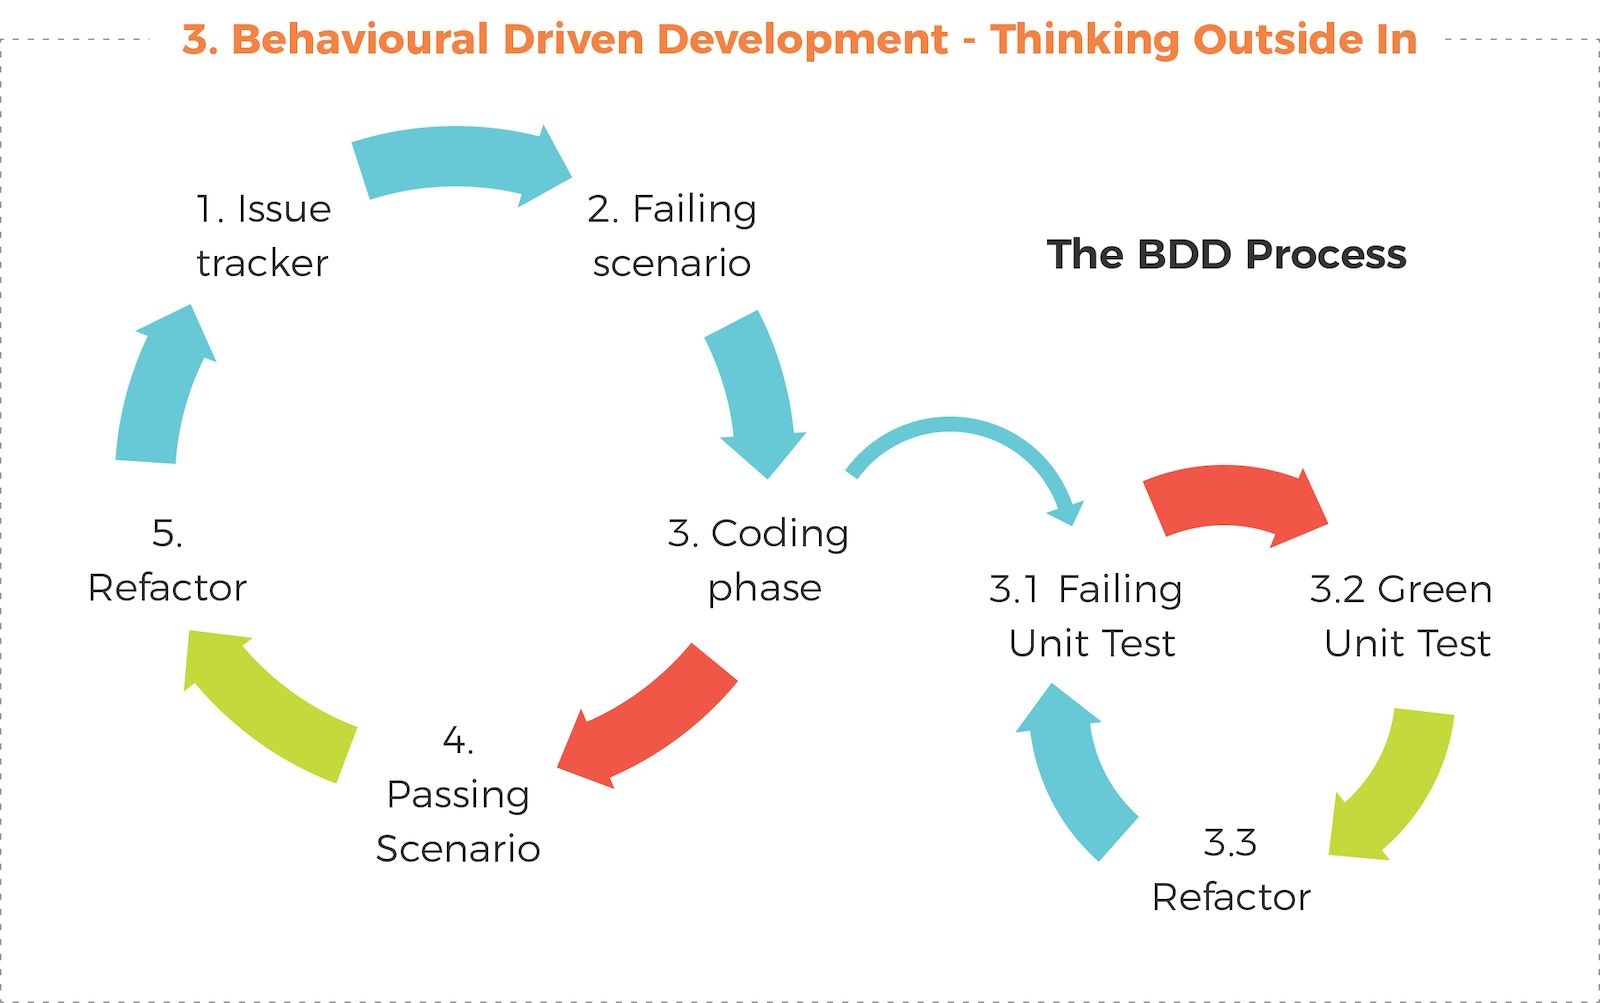 3. Behavioural Driven Development - Thinking Outside In
1. Issue
tracker
2. Failing
scenario
The BDD Process
3. Coding
phase
3.1 Failing
Unit Test
3.2 Green
Unit Test
3.3
Refactor
4.
Passing
Scenario
5.
Refactor